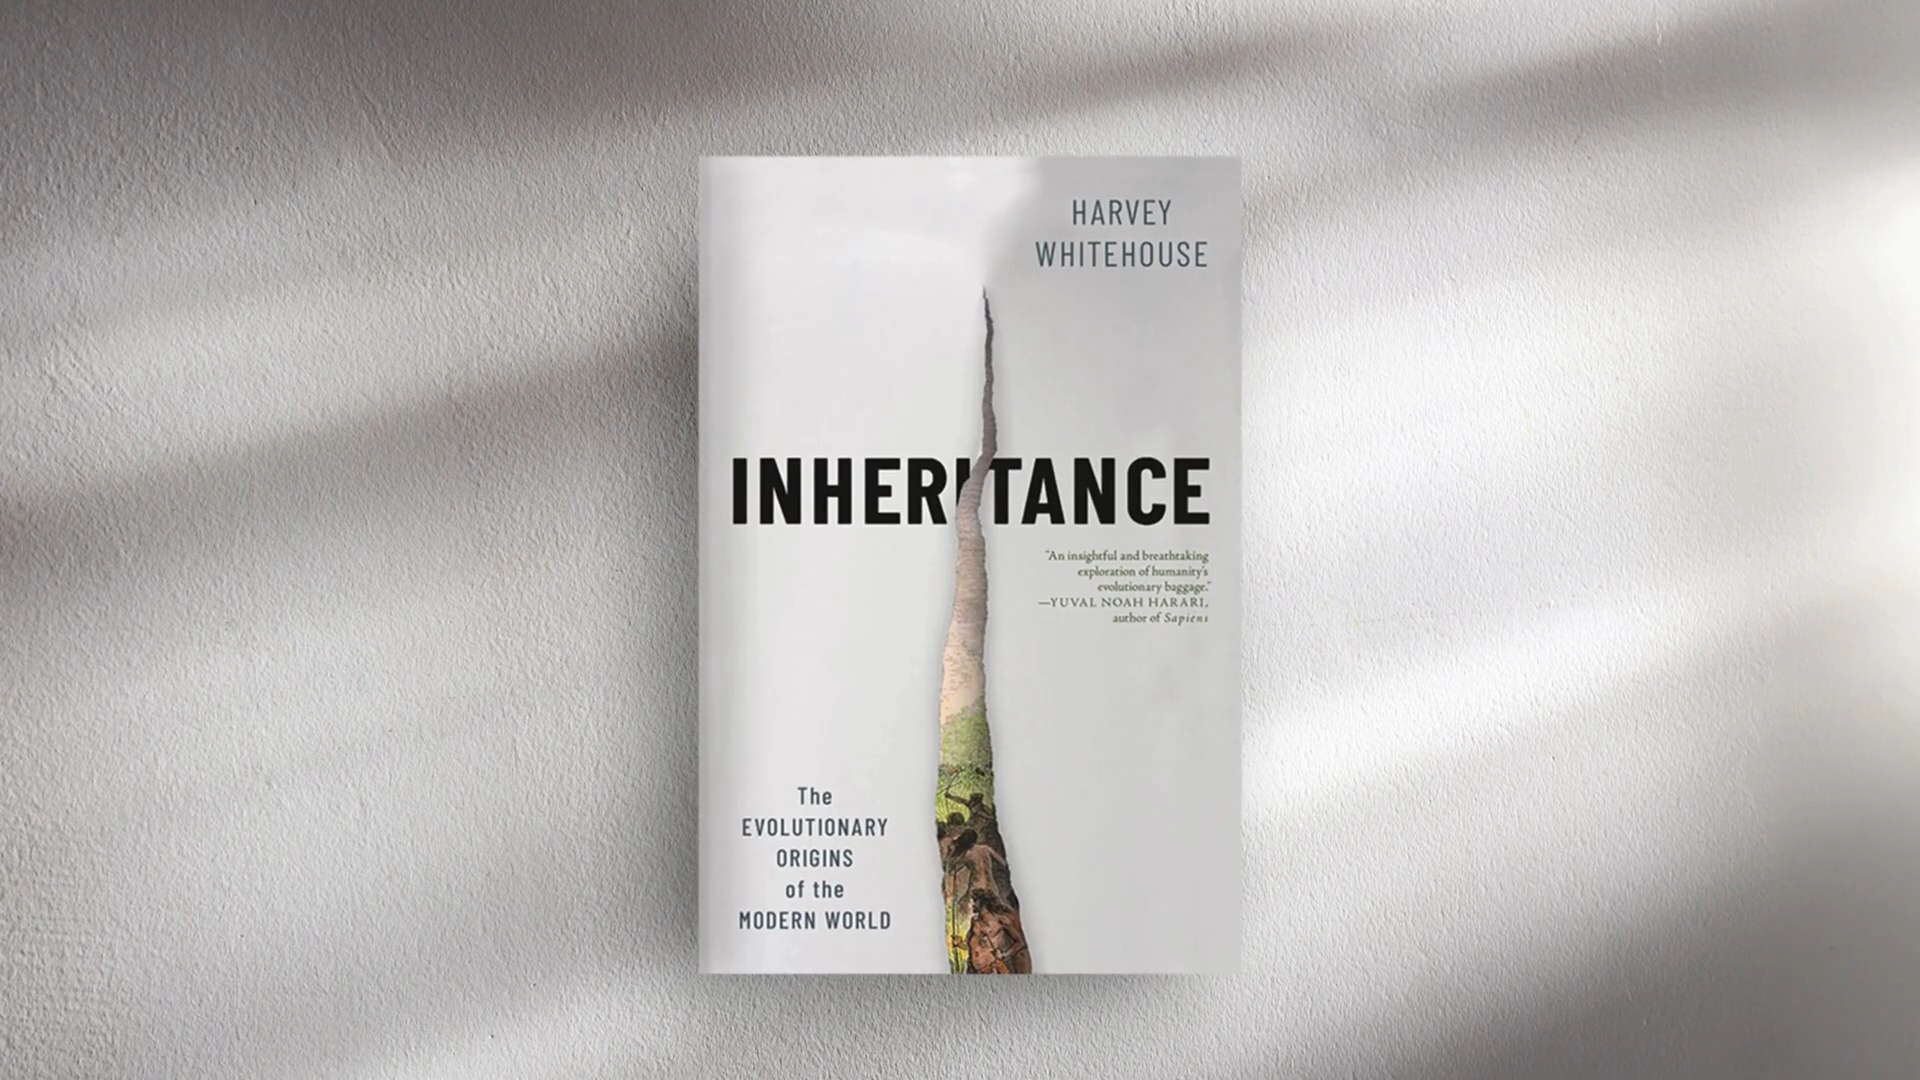 HARVEY
WHITEHOUSE
INHERITANCE
"An insightful and breathtaking
exploration of humanity's
evolutionary baggage."
—YUVAL NOAH HARARI,
author of Sapiens
The
EVOLUTIONARY
ORIGINS
of the
MODERN WORLD